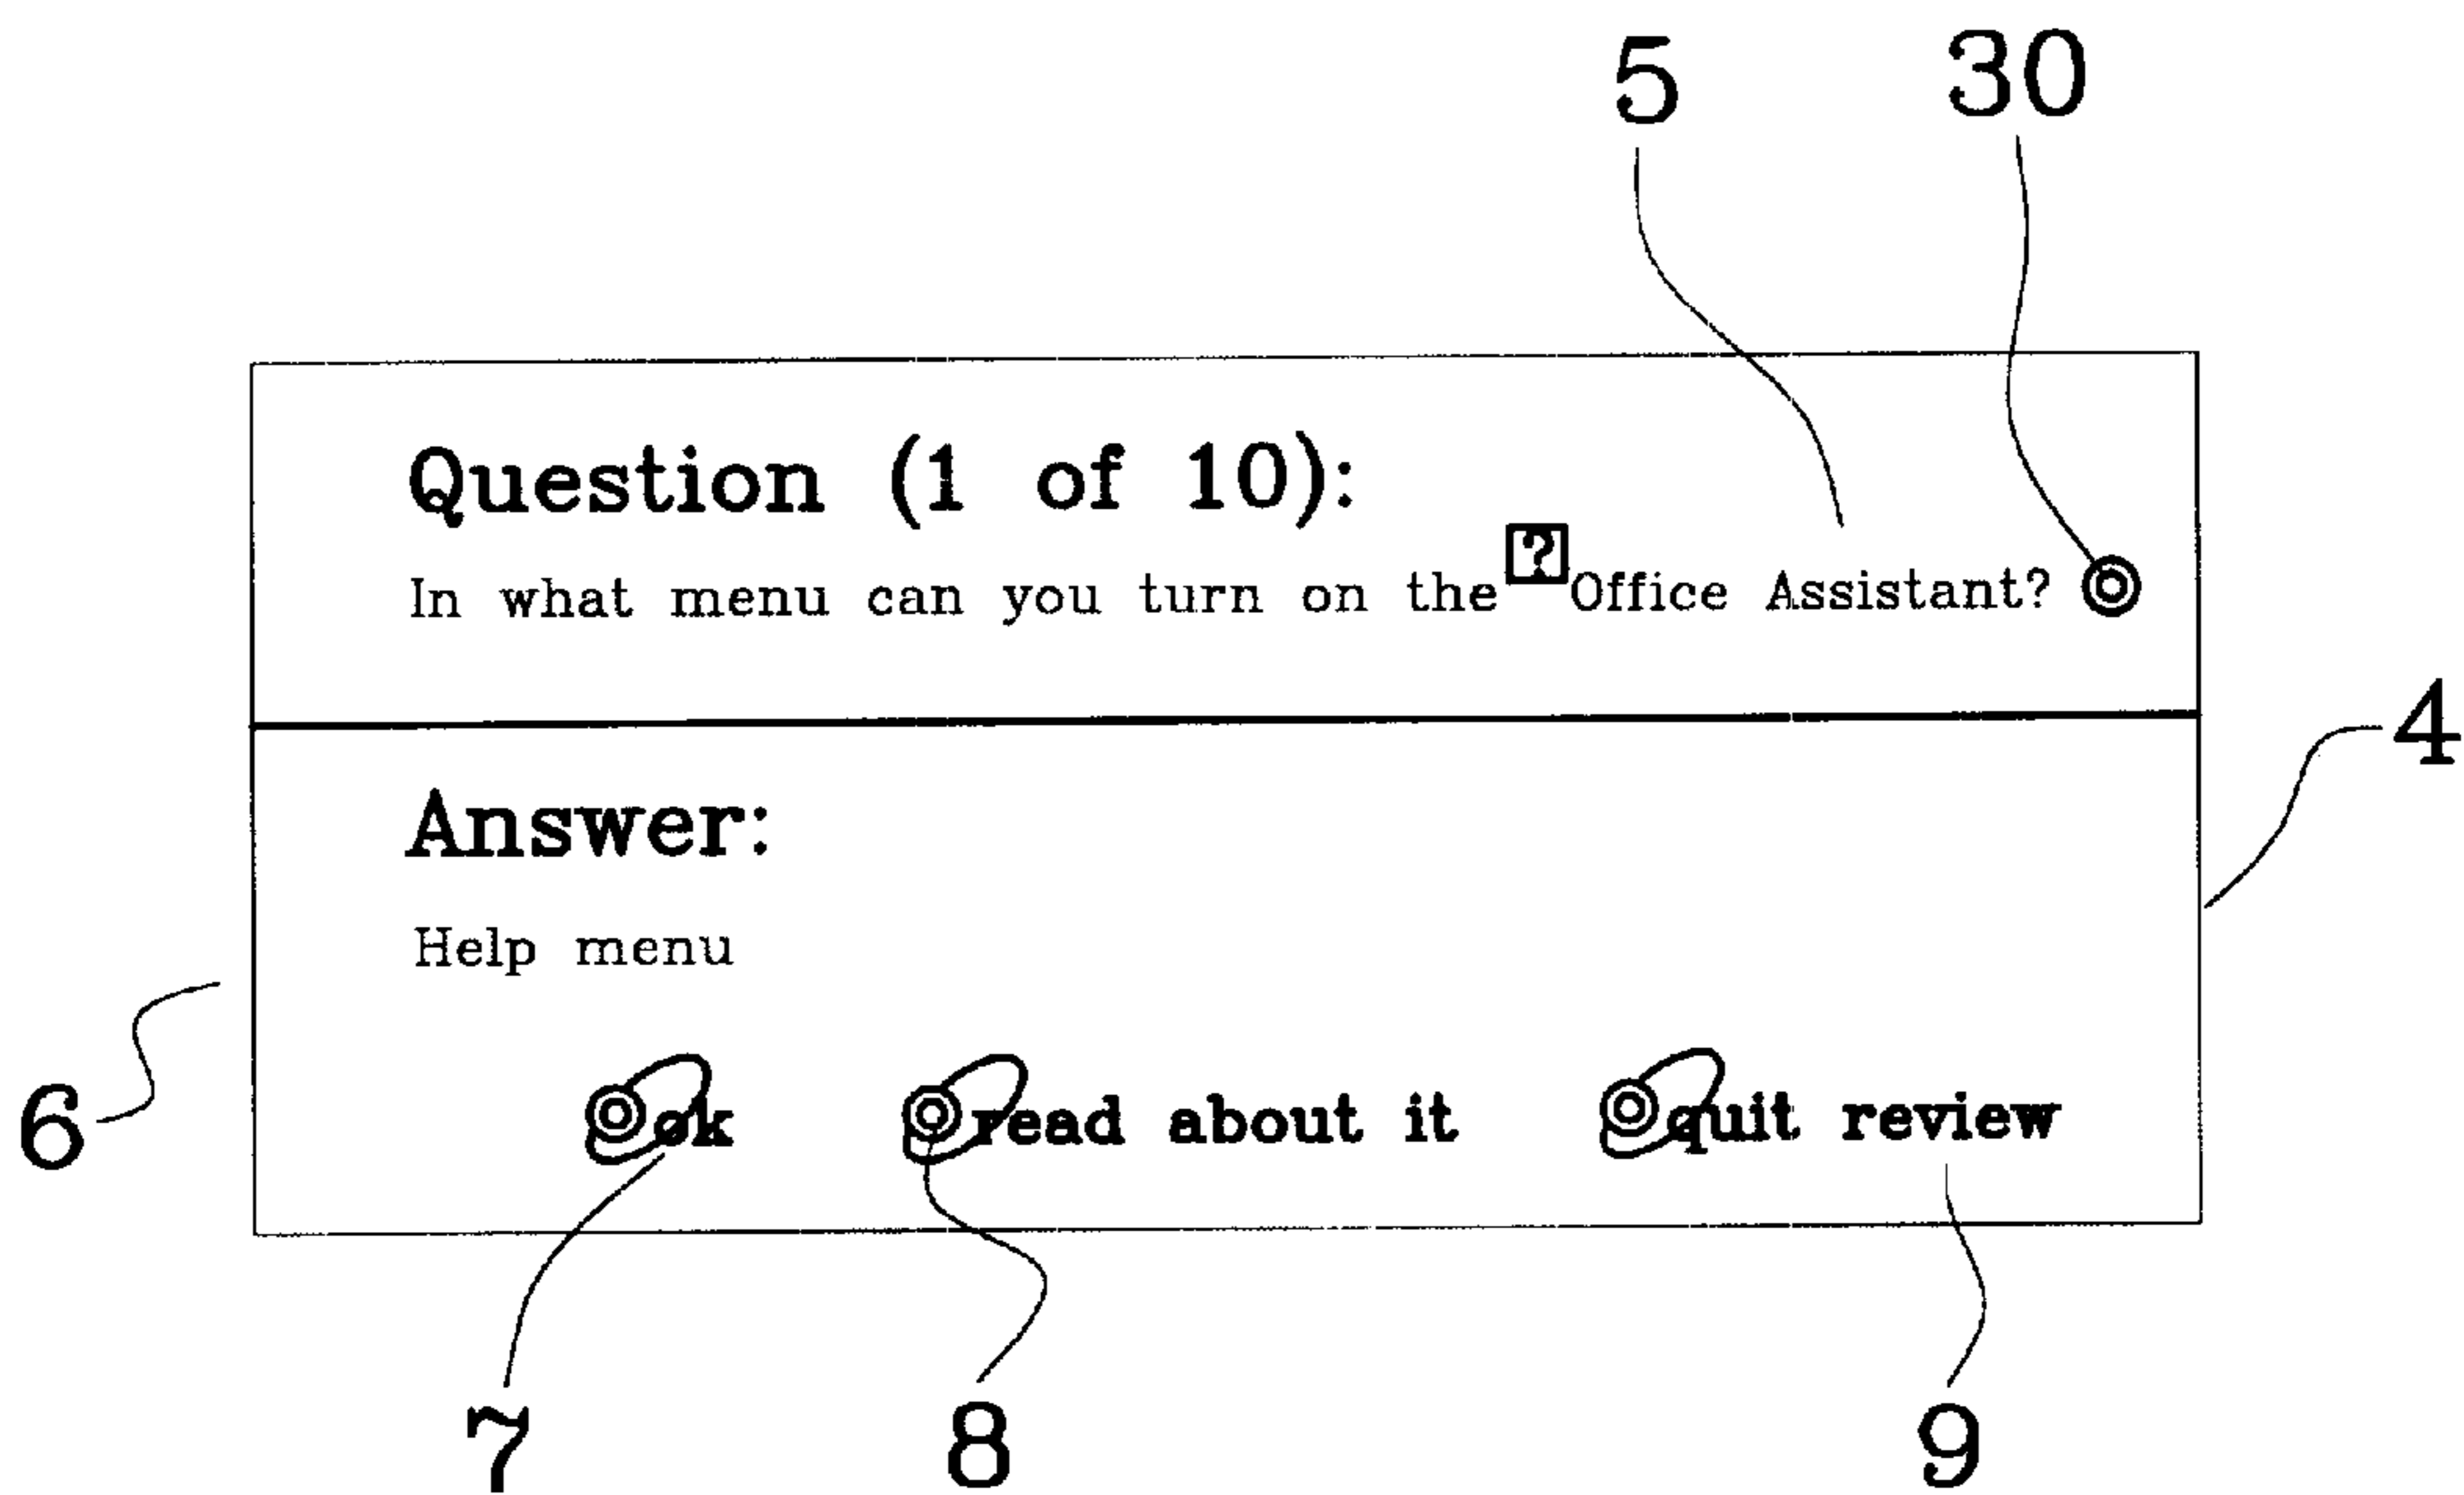 5 30
Question (1 of 10):
In what menu can you turn on the ? Office Assistant?
4
Answer:
Help menu
6
ok read about it quit review
7 8 9